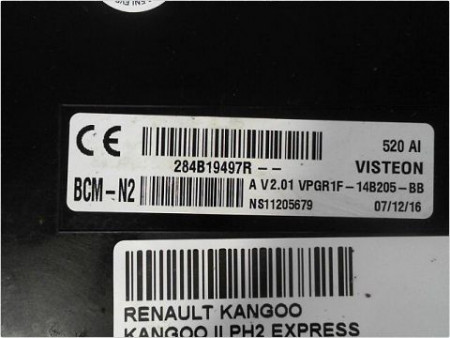 CE
520 AI
284B19497R--
VISTEON
BCM-N2
A V2.01 VPGR1F-14B205-BB
NS11205679
07/12/16
RENAULT KANGOO
KANGOO II PH2 EXPRESS